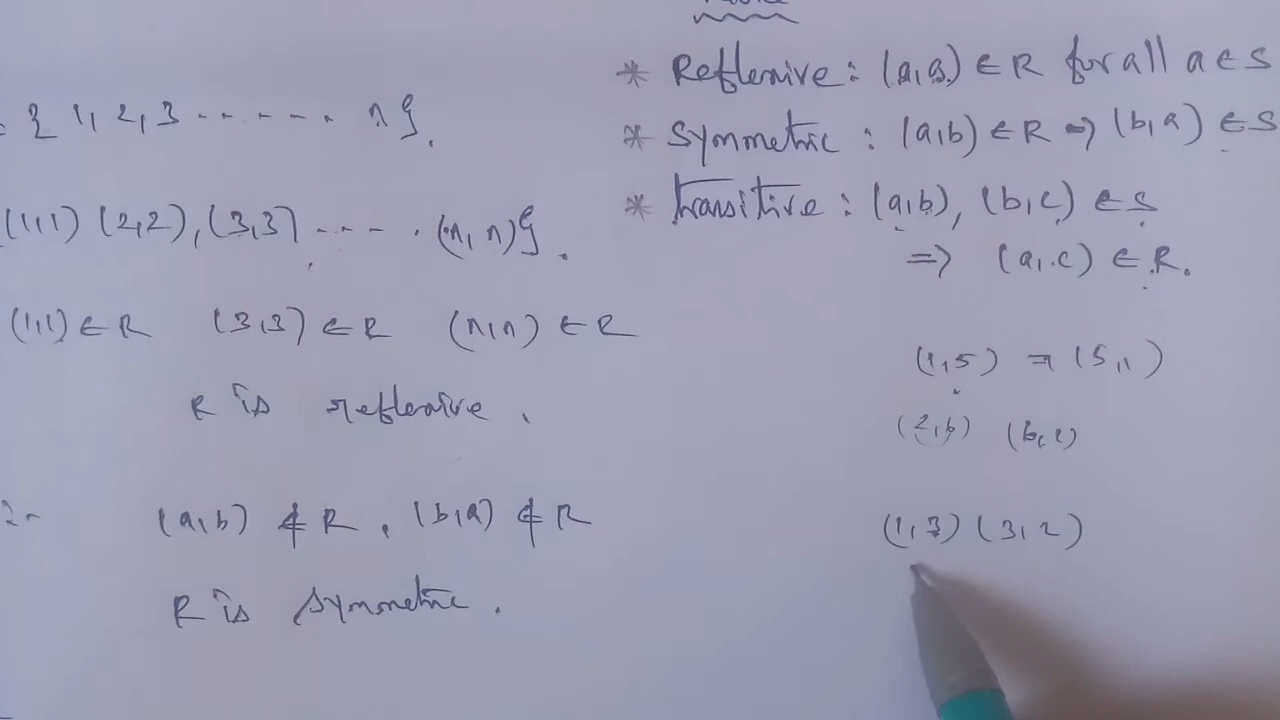 { 1, 2, 3 ...... n }.
(1,1) (2,2), (3,3) .... . (n, n)}.
(1,1) ∈ R (3,3) ∈ R (n,n) ∈ R
R is reflexive.
(a,b) ∉ R, (b,a) ∉ R
R is symmetric.
* Reflexive: (a,a) ∈ R for all a ∈ S
* Symmetric: (a,b) ∈ R ⇒ (b,a) ∈ S
* Transitive: (a,b), (b,c) ∈ S
⇒ (a,c) ∈ R.
(1,5) = (5,1)
(2,b) (b,c)
(1,3) (3,2)